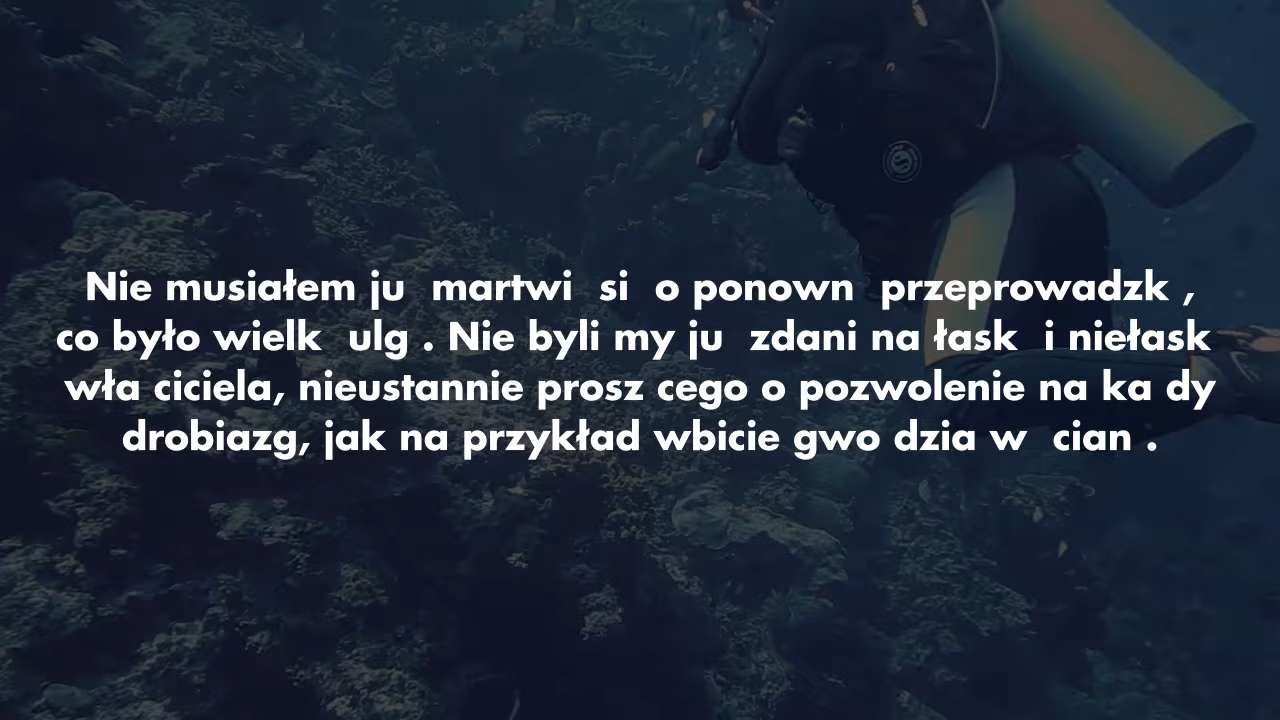 Nie musiałem ju  martwi  si  o ponown  przeprowadzk ,
co było wielk  ulg . Nie byli my ju  zdani na łask  i niełask
wła ciciela, nieustannie prosz cego o pozwolenie na ka dy
drobiazg, jak na przykład wbicie gwo dzia w  cian .